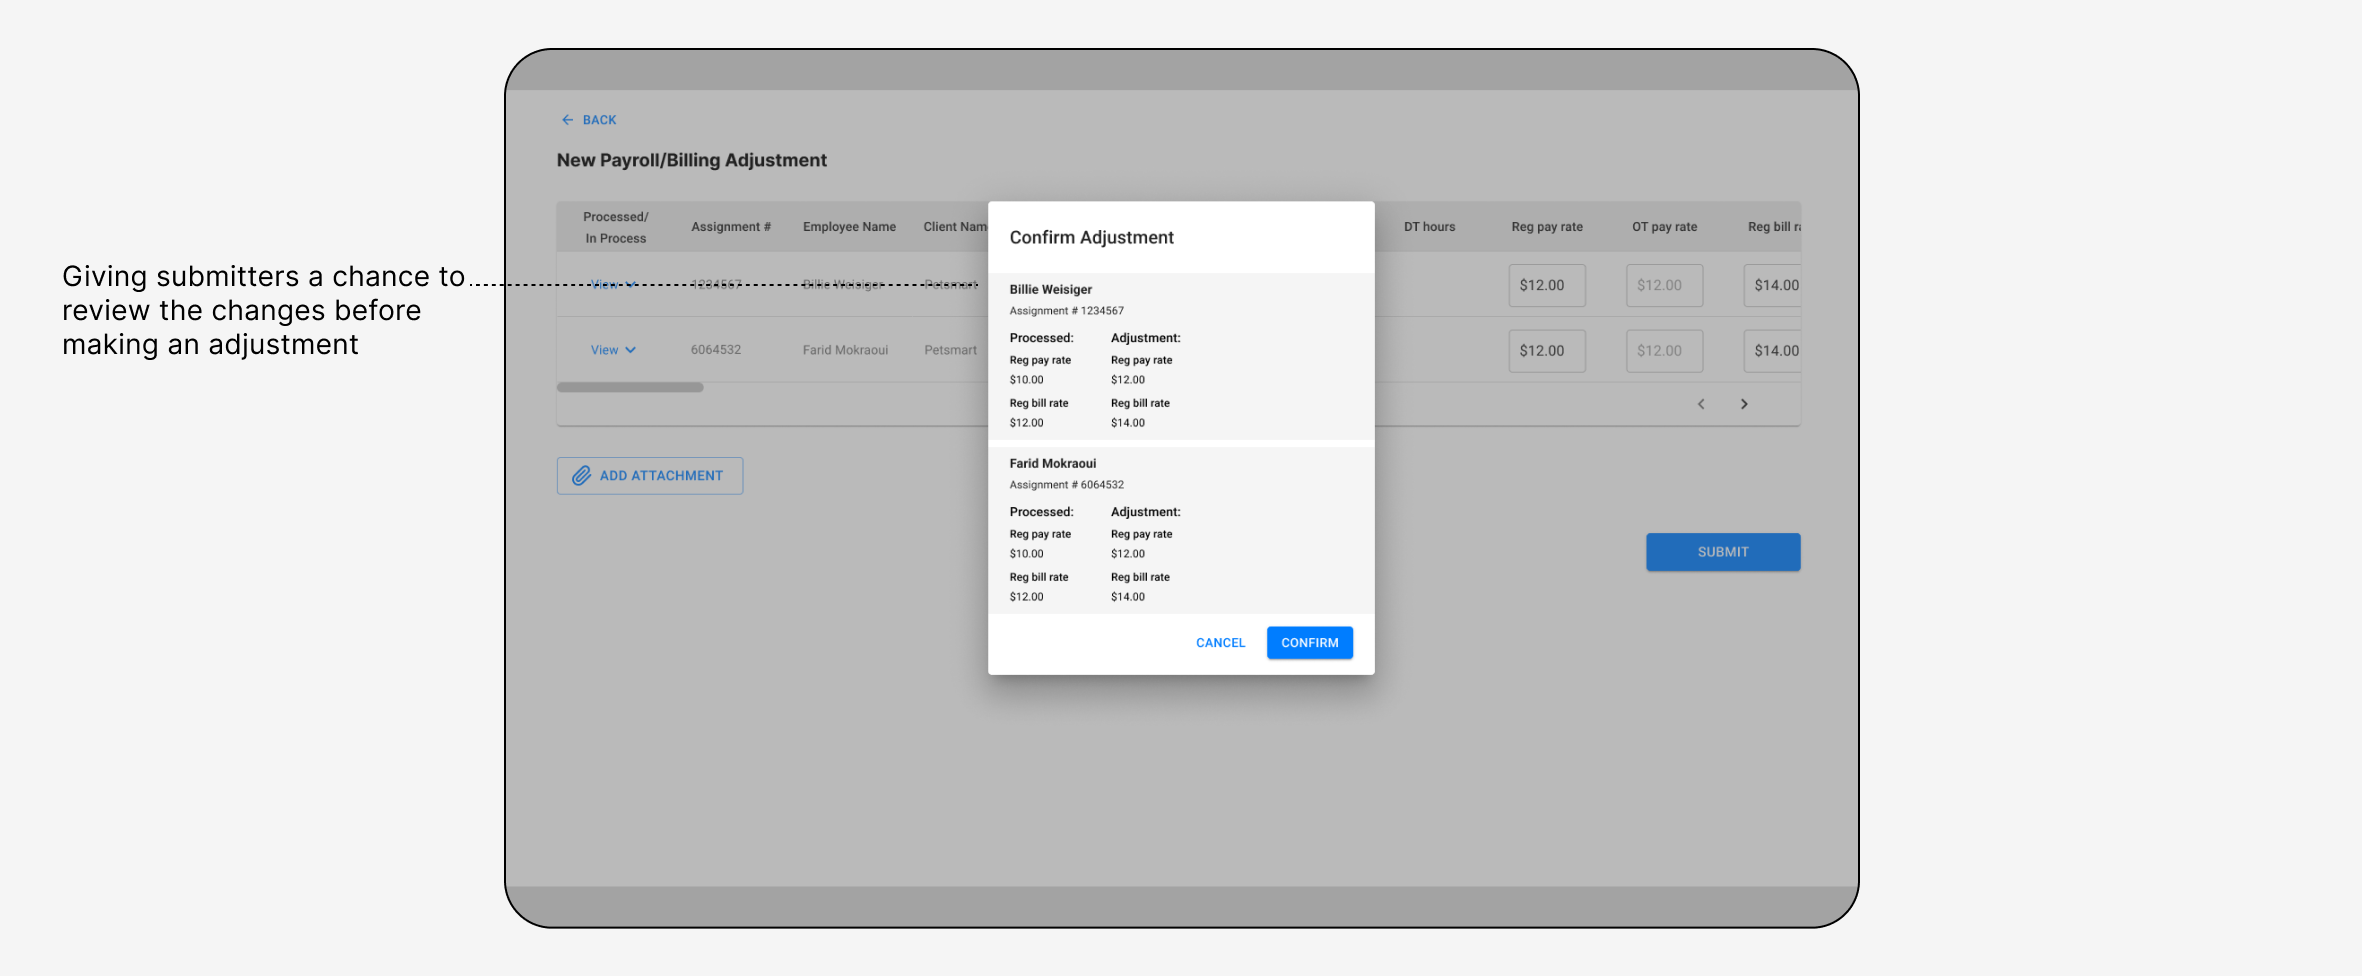 Giving submitters a chance to
review the changes before
making an adjustment
BACK
New Payroll/Billing Adjustment
Processed/
In Process
Assignment #
Employee Name
Client Nam
DT hours
Reg pay rate
OT pay rate
Reg bill ra
View
1234567
Billie Weisiger
Petsmart
$12.00
$12.00
$14.00
View
6064532
Farid Mokraoui
Petsmart
$12.00
$12.00
$14.00
ADD ATTACHMENT
SUBMIT
Confirm Adjustment
Billie Weisiger
Assignment # 1234567
Processed: Adjustment:
Reg pay rate Reg pay rate
$10.00 $12.00
Reg bill rate Reg bill rate
$12.00 $14.00
Farid Mokraoui
Assignment # 6064532
Processed: Adjustment:
Reg pay rate Reg pay rate
$10.00 $12.00
Reg bill rate Reg bill rate
$12.00 $14.00
CANCEL CONFIRM